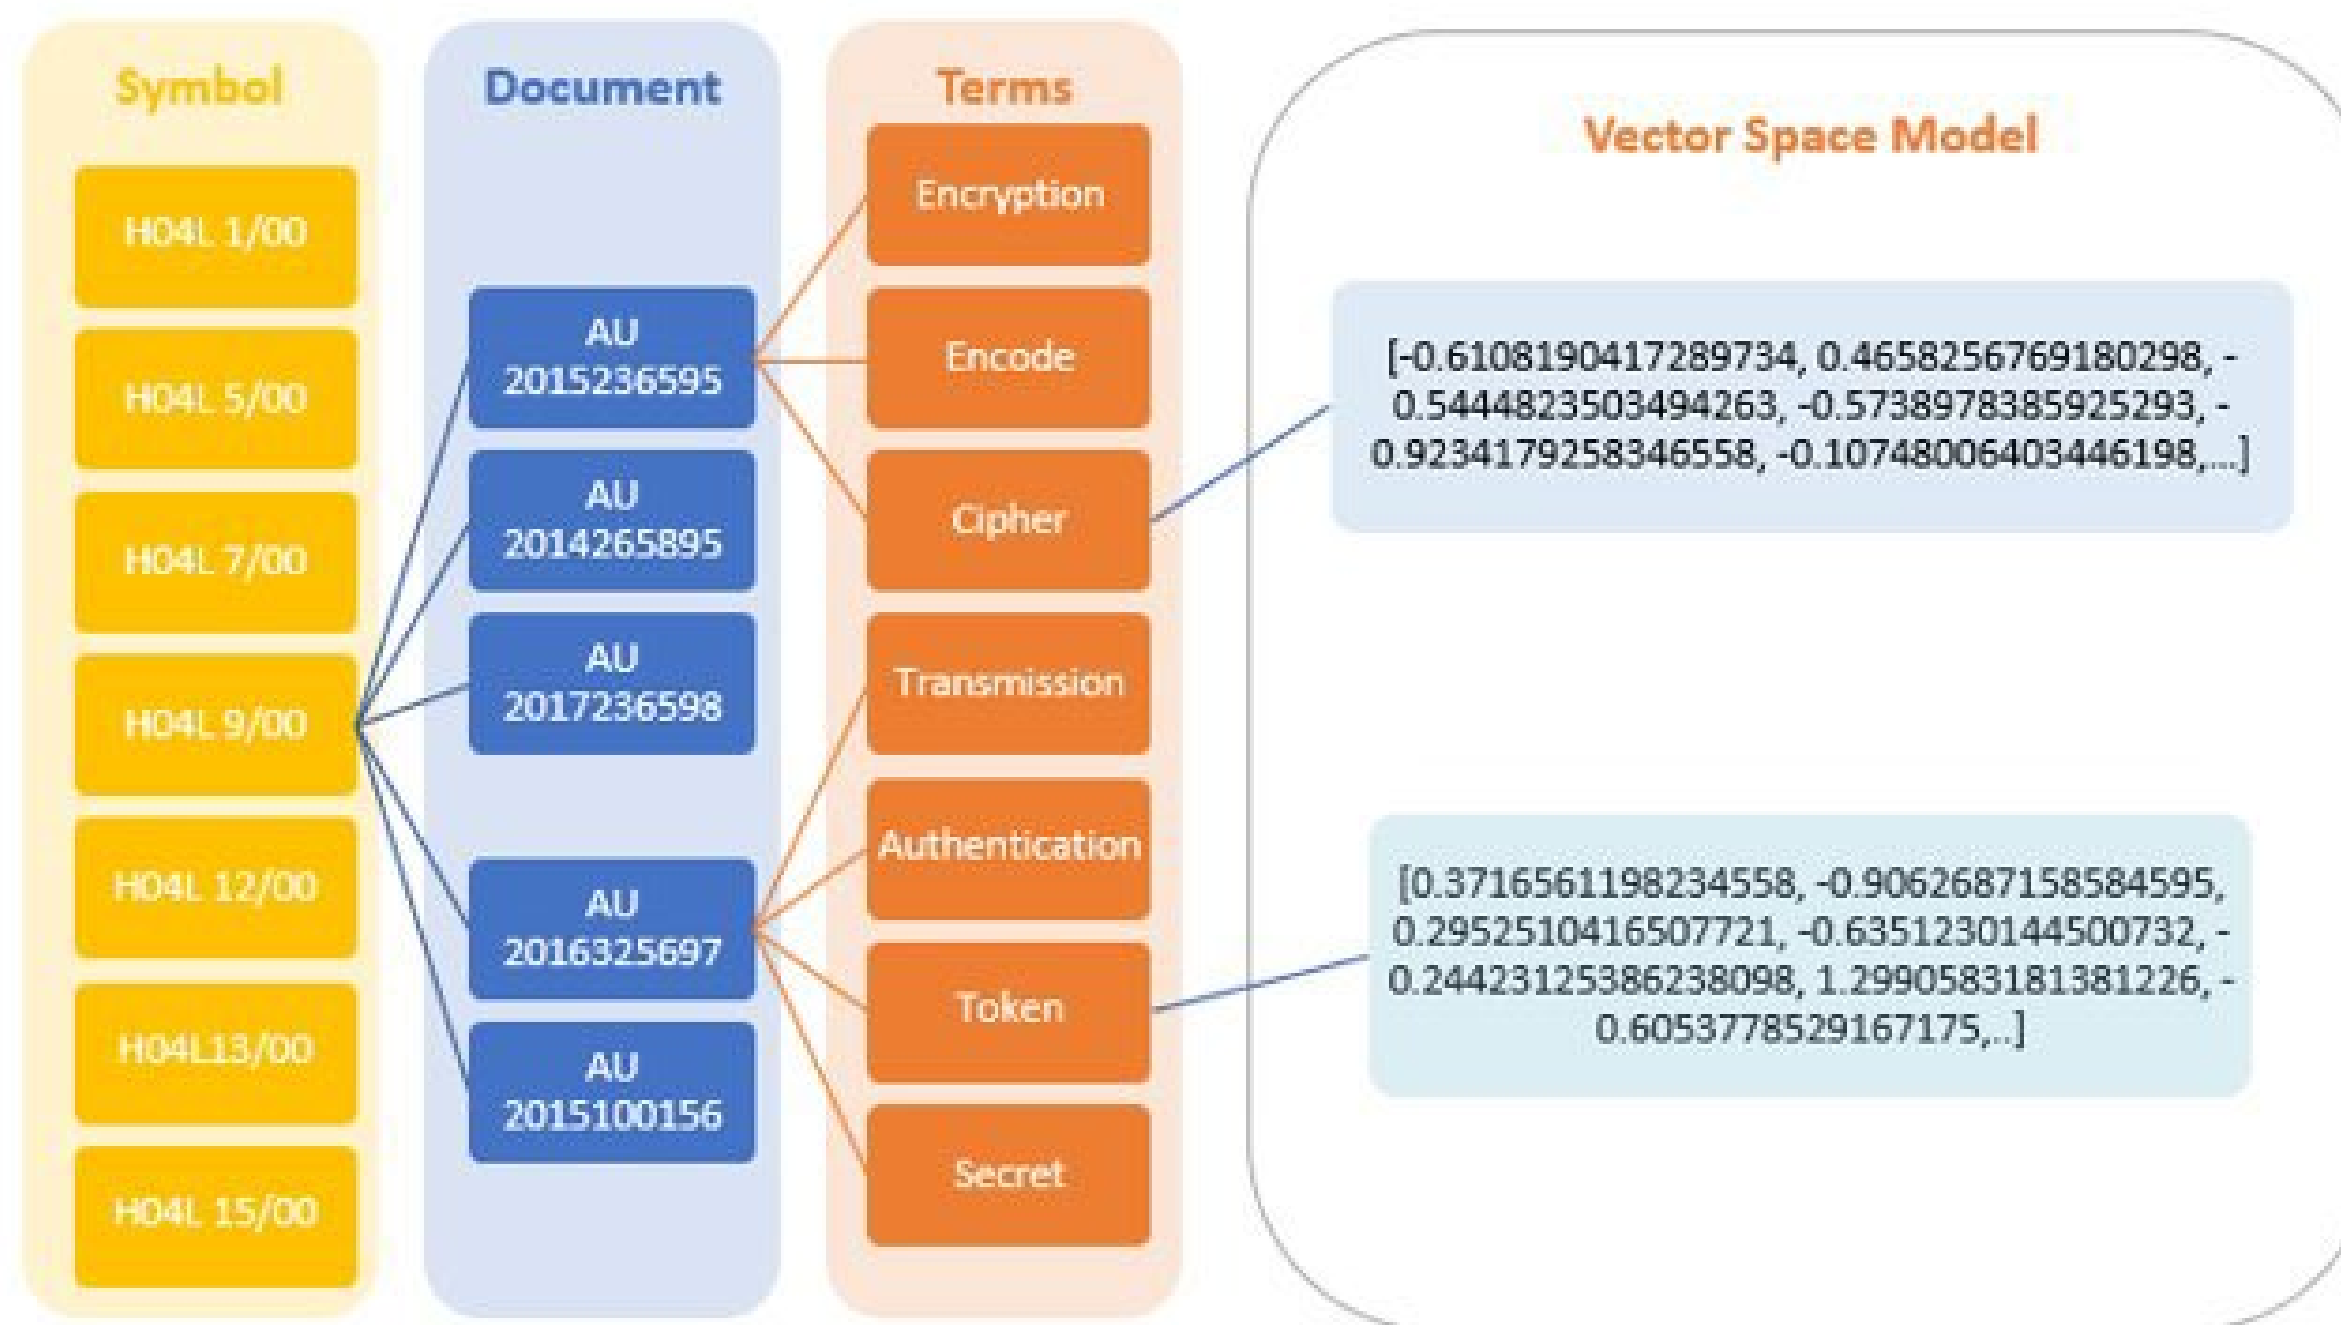 Symbol
H04L 1/00
H04L 5/00
H04L 7/00
H04L 9/00
H04L 12/00
H04L13/00
H04L 15/00
Document
AU
2015236595
AU
2014265895
AU
2017236598
AU
2016325697
AU
2015100156
Terms
Encryption
Encode
Cipher
Transmission
Authentication
Token
Secret
Vector Space Model
[-0.6108190417289734, 0.4658256769180298, -
0.5444823503494263, -0.5738978385925293, -
0.9234179258346558, -0.10748006403446198,...]
[0.3716561198234558, -0.9062687158584595,
0.2952510416507721, -0.6351230144500732, -
0.24423125386238098, 1.2990583181381226, -
0.6053778529167175,..]